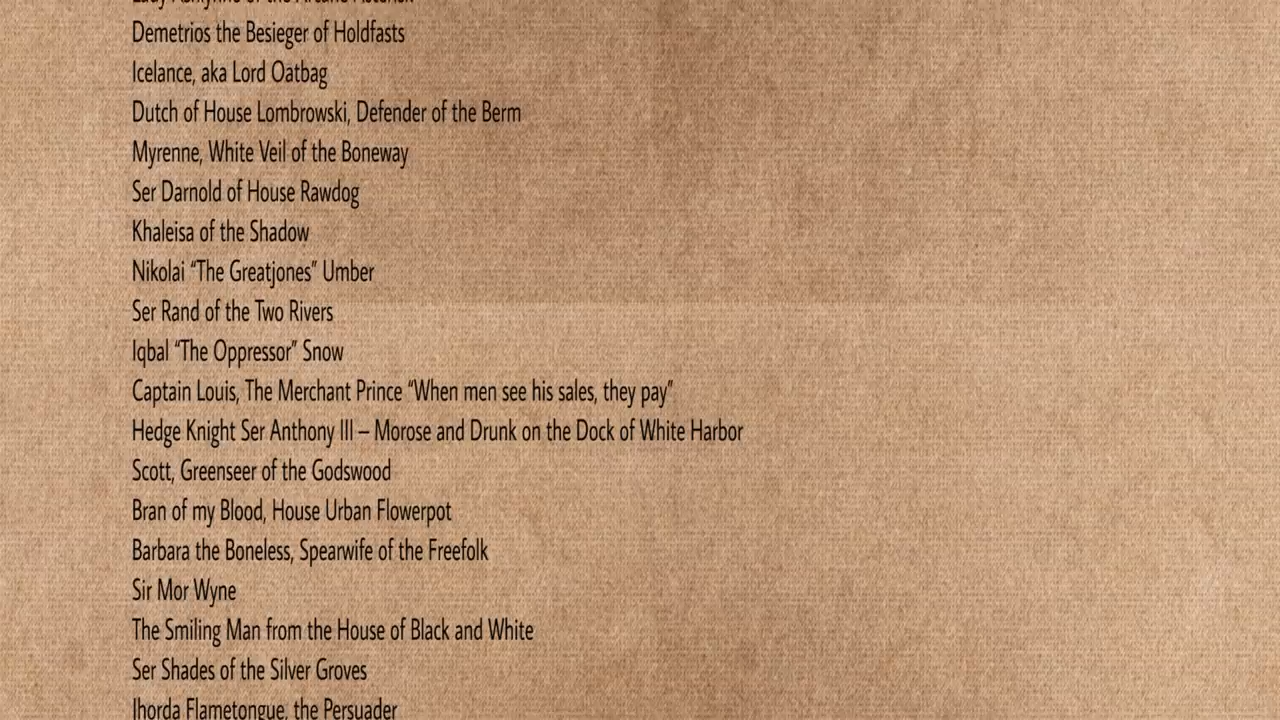 Demetrios the Besieger of Holdfasts
Icelance, aka Lord Oatbag
Dutch of House Lombrowski, Defender of the Berm
Myrenne, White Veil of the Boneway
Ser Darnold of House Rawdog
Khaleisa of the Shadow
Nikolai “The Greatjones” Umber
Ser Rand of the Two Rivers
Iqbal “The Oppressor” Snow
Captain Louis, The Merchant Prince “When men see his sales, they pay”
Hedge Knight Ser Anthony III – Morose and Drunk on the Dock of White Harbor
Scott, Greenseer of the Godswood
Bran of my Blood, House Urban Flowerpot
Barbara the Boneless, Spearwife of the Freefolk
Sir Mor Wyne
The Smiling Man from the House of Black and White
Ser Shades of the Silver Groves
Jhorda Flametongue, the Persuader